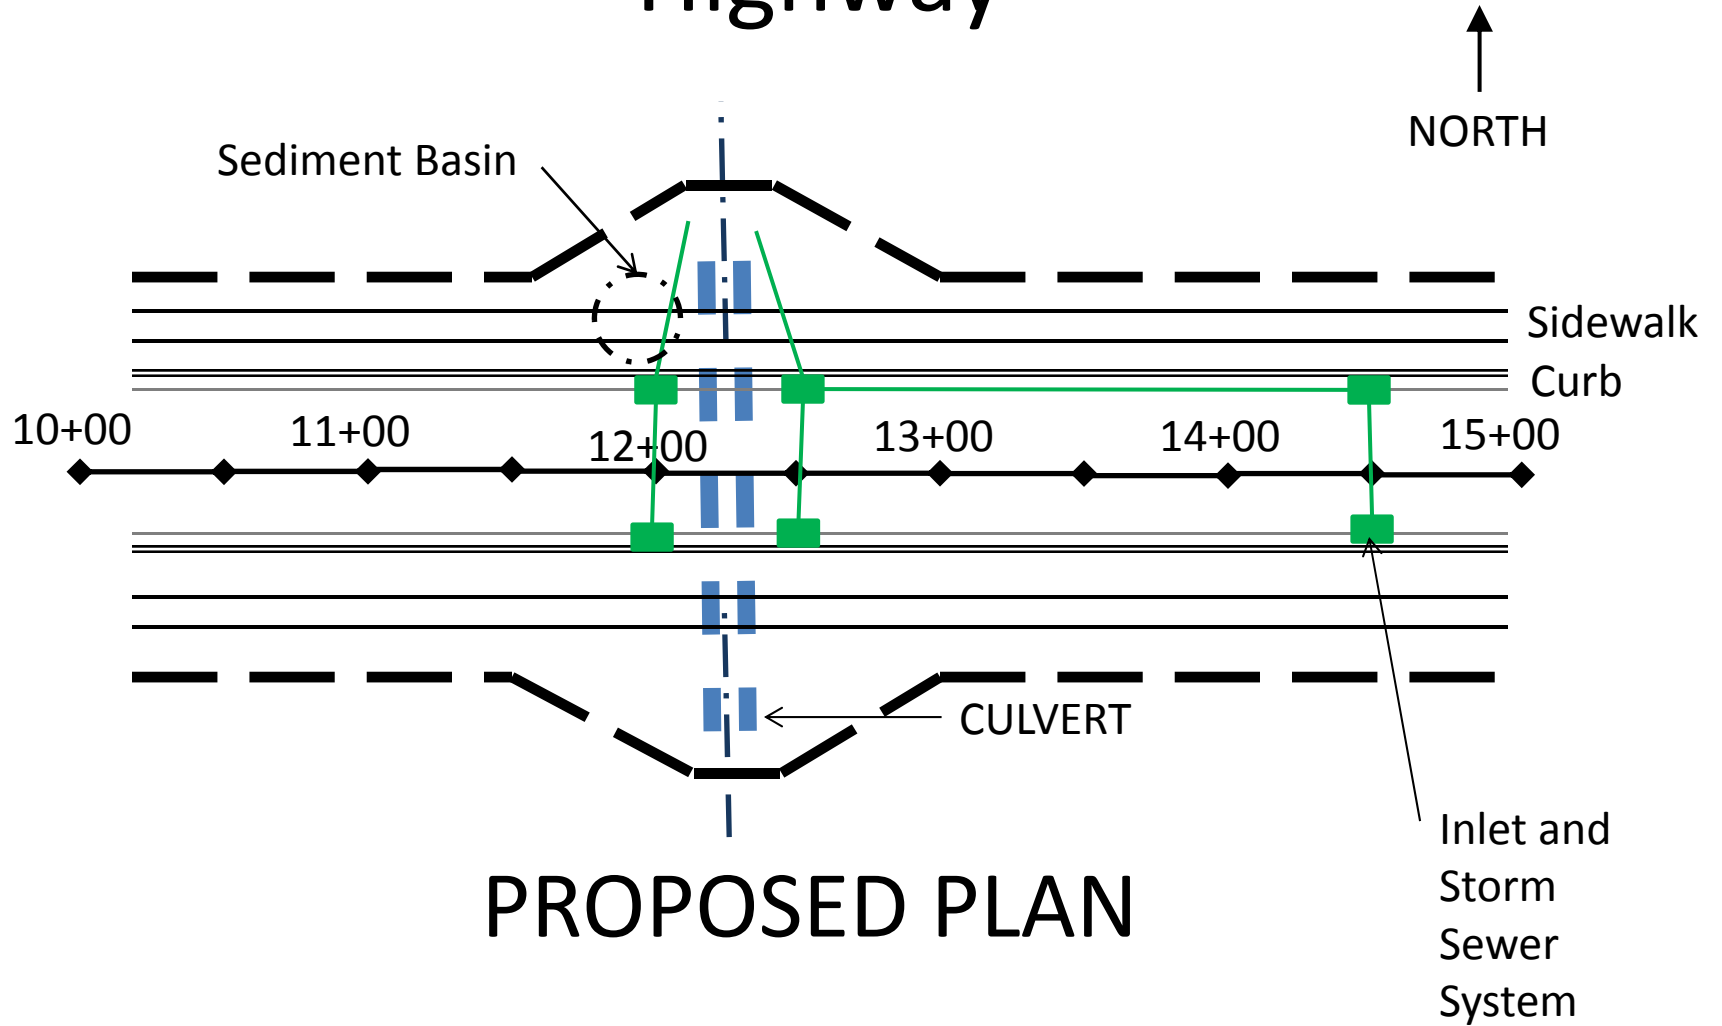 Highway
NORTH
Sediment Basin
Sidewalk
Curb
10+00
11+00
12+00
13+00
14+00
15+00
CULVERT
PROPOSED PLAN
Inlet and
Storm
Sewer
System